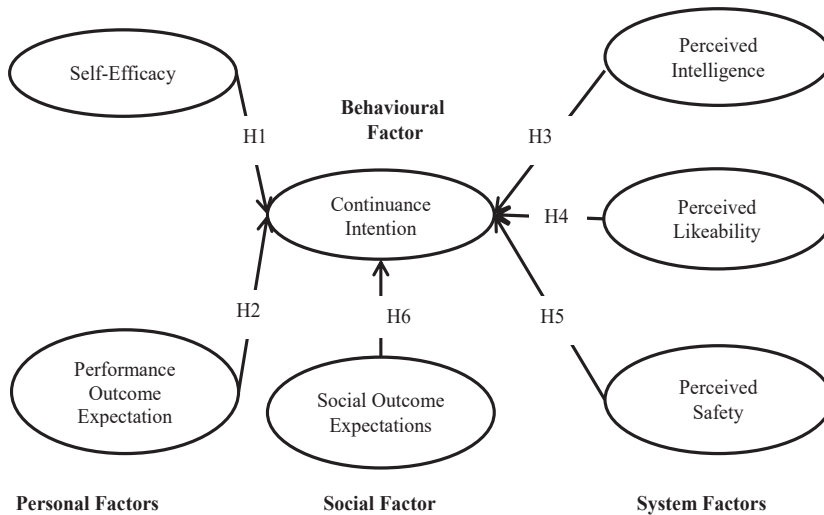 Self-Efficacy
Perceived
Intelligence
Behavioural
Factor
H1
H3
Continuance
Intention
H4
Perceived
Likeability
H2
H6
H5
Performance
Outcome
Expectation
Social Outcome
Expectations
Perceived
Safety
Personal Factors
Social Factor
System Factors